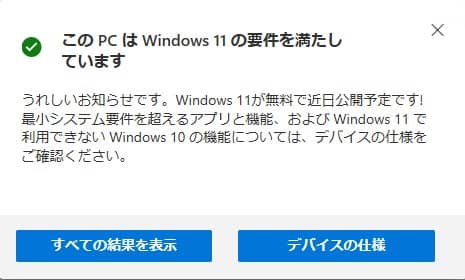 この PC は Windows 11 の要件を満たし
ています
うれしいお知らせです。Windows 11が無料で近日公開予定です!
最小システム要件を超えるアプリと機能、および Windows 11 で
利用できない Windows 10 の機能については、デバイスの仕様を
ご確認ください。
すべての結果を表示
デバイスの仕様